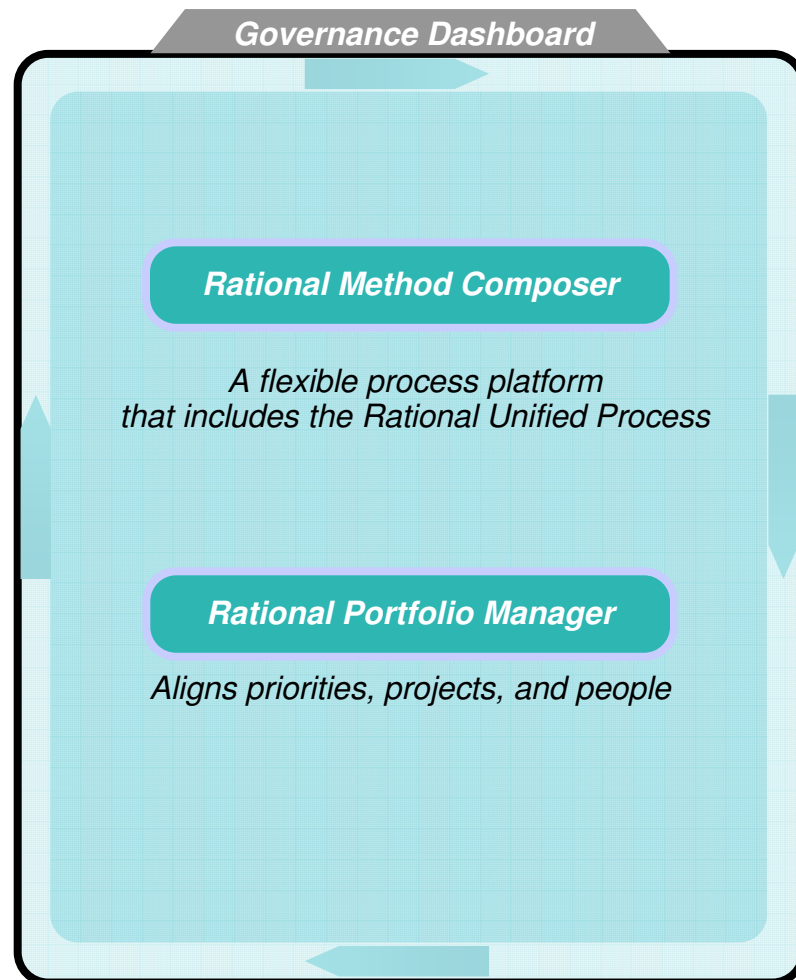 Governance Dashboard
Rational Method Composer
A flexible process platform
that includes the Rational Unified Process
Rational Portfolio Manager
Aligns priorities, projects, and people